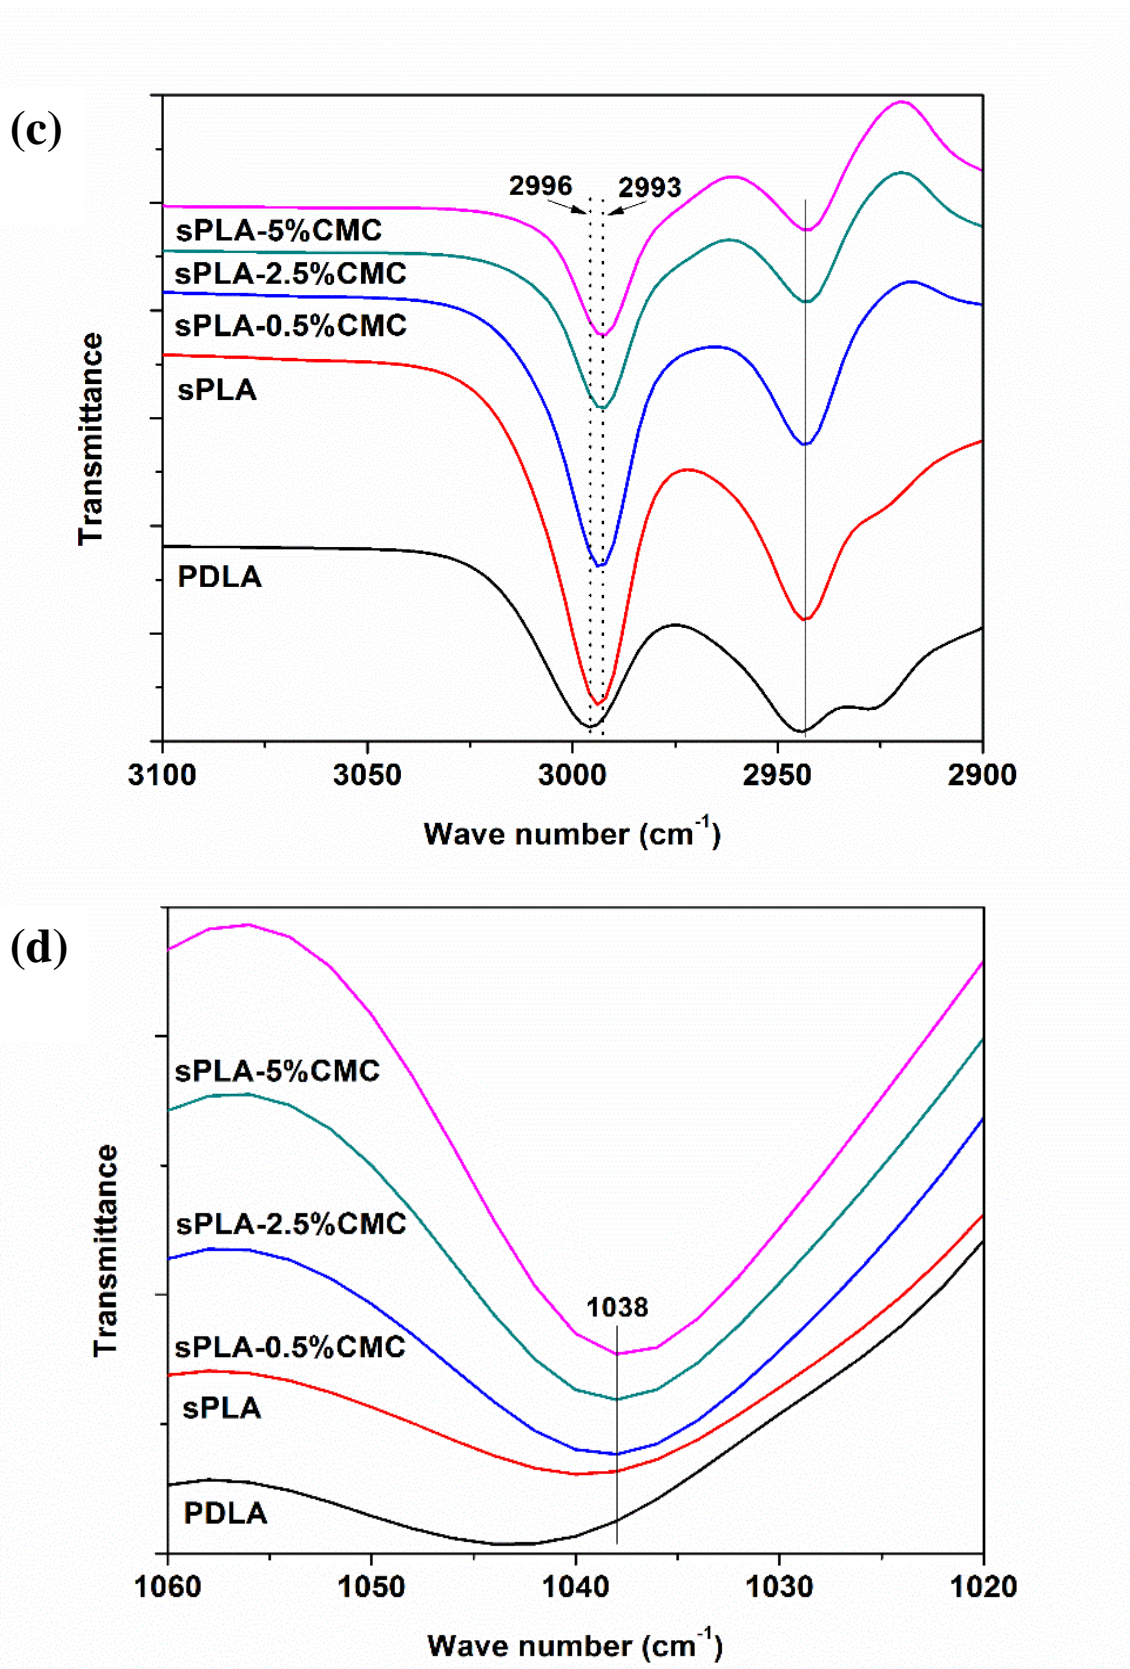 (c)
2996
2993
sPLA-5%CMC
sPLA-2.5%CMC
sPLA-0.5%CMC
sPLA
PDLA
Transmittance
3100 3050 3000 2950 2900
Wave number (cm⁻¹)
(d)
sPLA-5%CMC
sPLA-2.5%CMC
1038
sPLA-0.5%CMC
sPLA
PDLA
Transmittance
1060 1050 1040 1030 1020
Wave number (cm⁻¹)